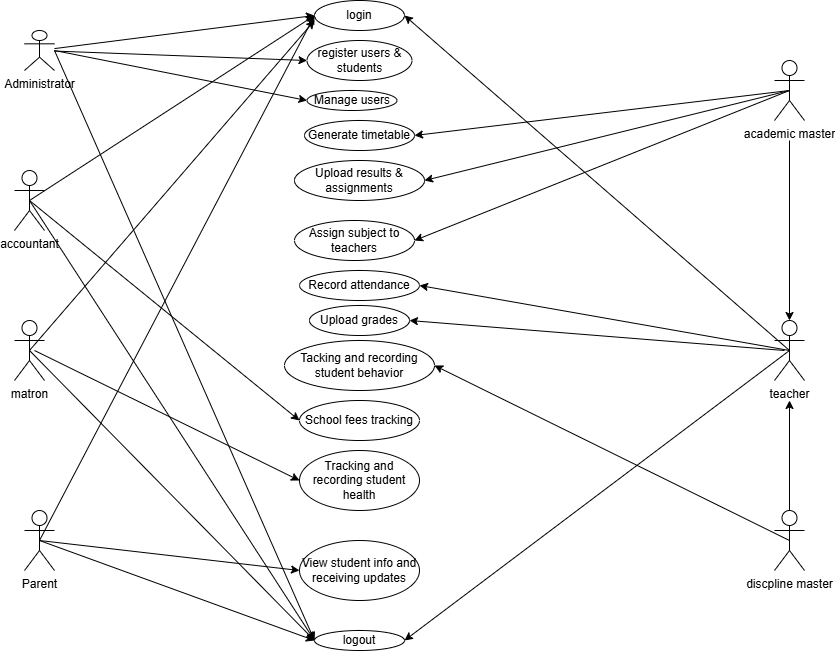 login
register users &
students
Administrator
Manage users
Generate timetable
academic master
Upload results &
assignments
accountant
Assign subject to
teachers
Record attendance
Upload grades
Tacking and recording
student behavior
matron
teacher
School fees tracking
Tracking and
recording student
health
View student info and
receiving updates
Parent
discpline master
logout